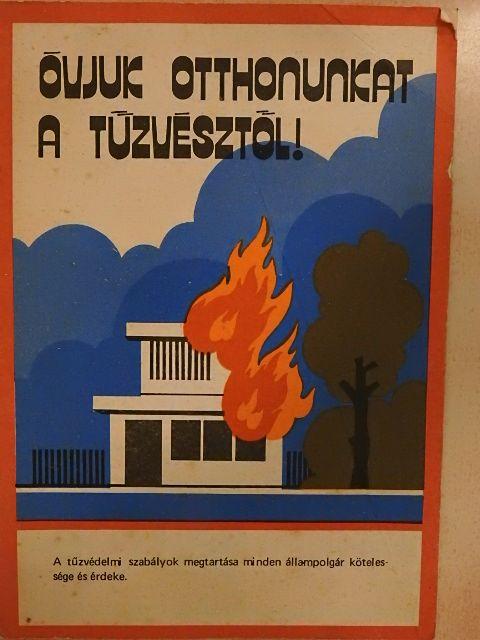 ÓVJUK OTTHONUNKAT
A TŰZVÉSZTŐL!
A tűzvédelmi szabályok megtartása minden állampolgár köteles-
sége és érdeke.